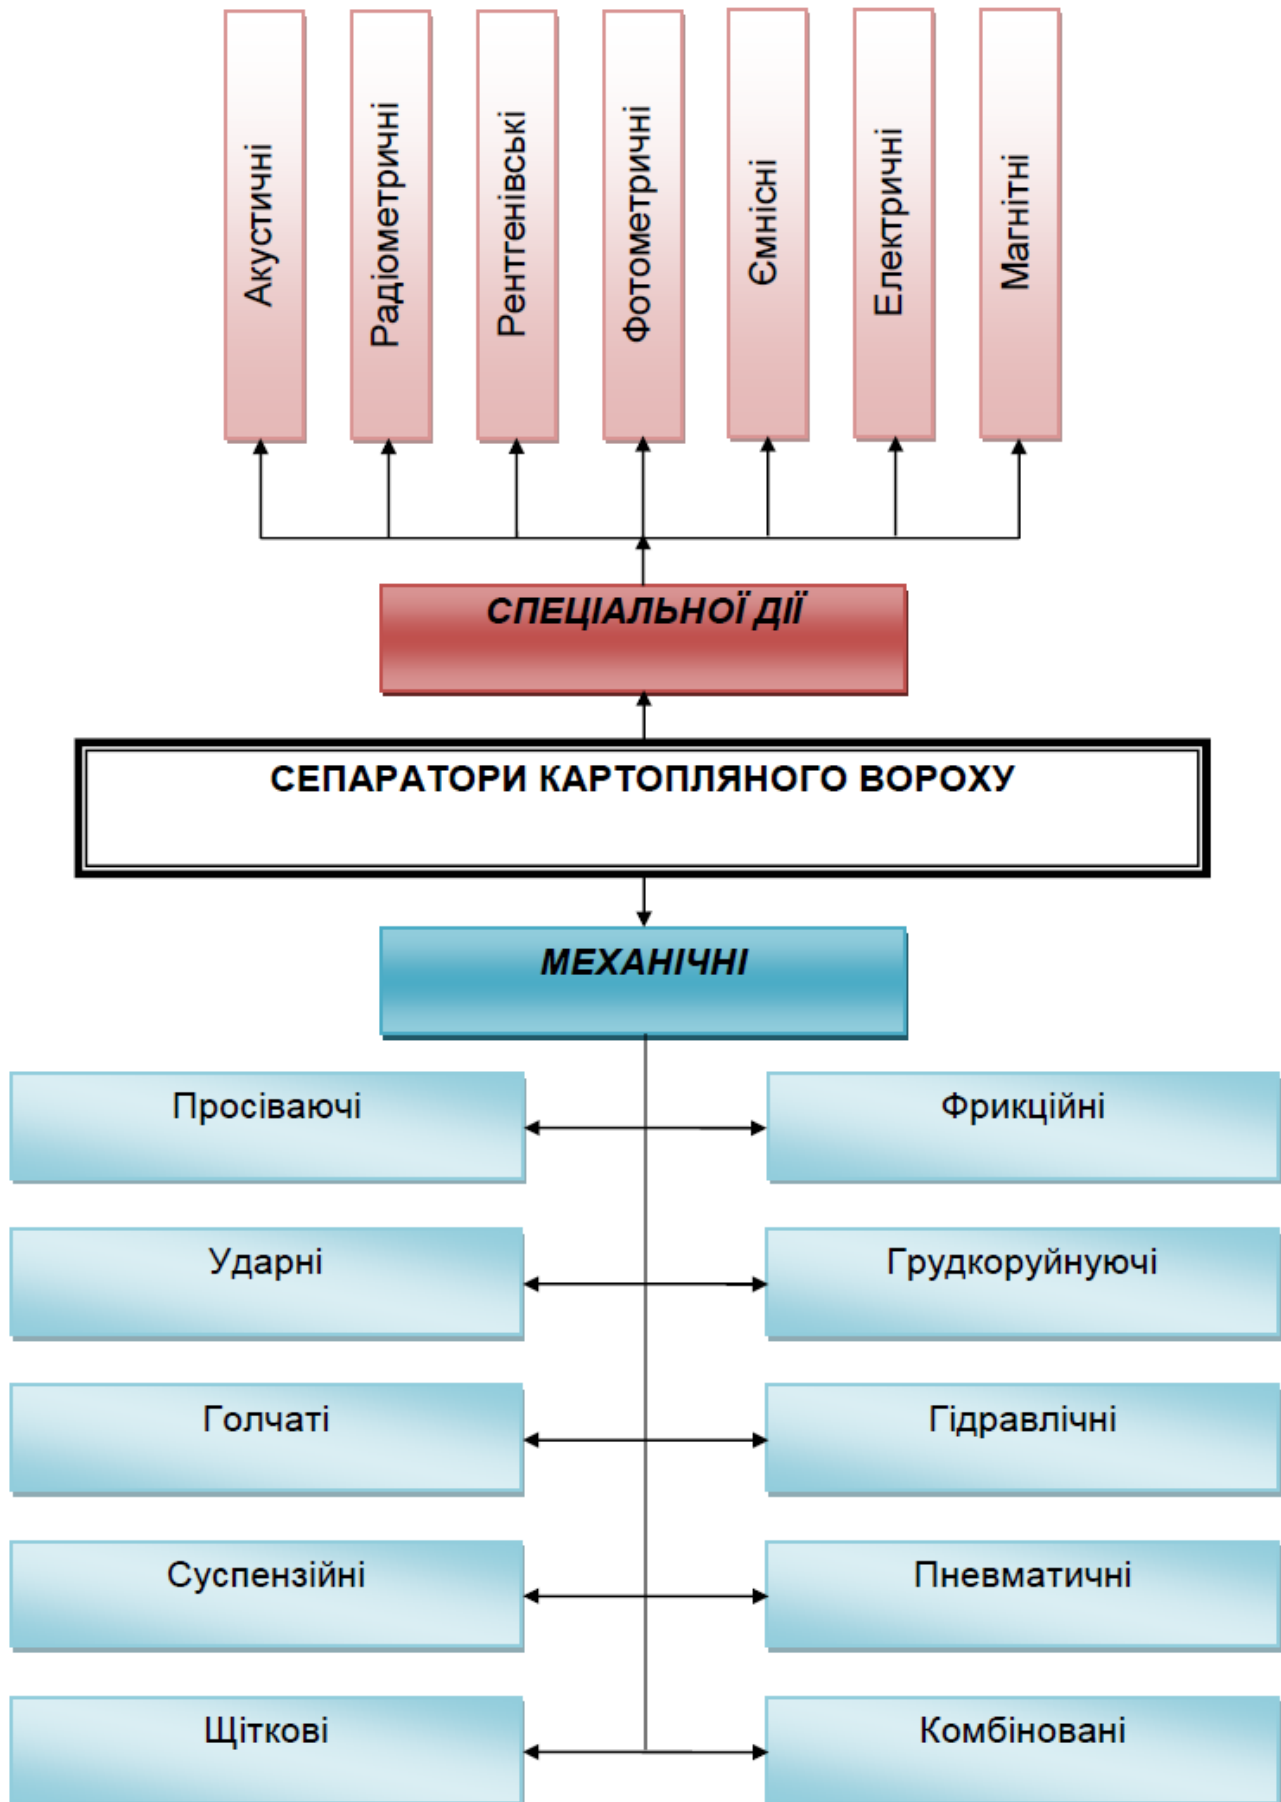 Акустичні
Радіометричні
Рентгенівські
Фотометричні
Ємнісні
Електричні
Магнітні
СПЕЦІАЛЬНОЇ ДІЇ
СЕПАРАТОРИ КАРТОПЛЯНОГО ВОРОХУ
МЕХАНІЧНІ
Просіваючі
Фрикційні
Ударні
Грудкоруйнуючі
Голчаті
Гідравлічні
Суспензійні
Пневматичні
Щіткові
Комбіновані